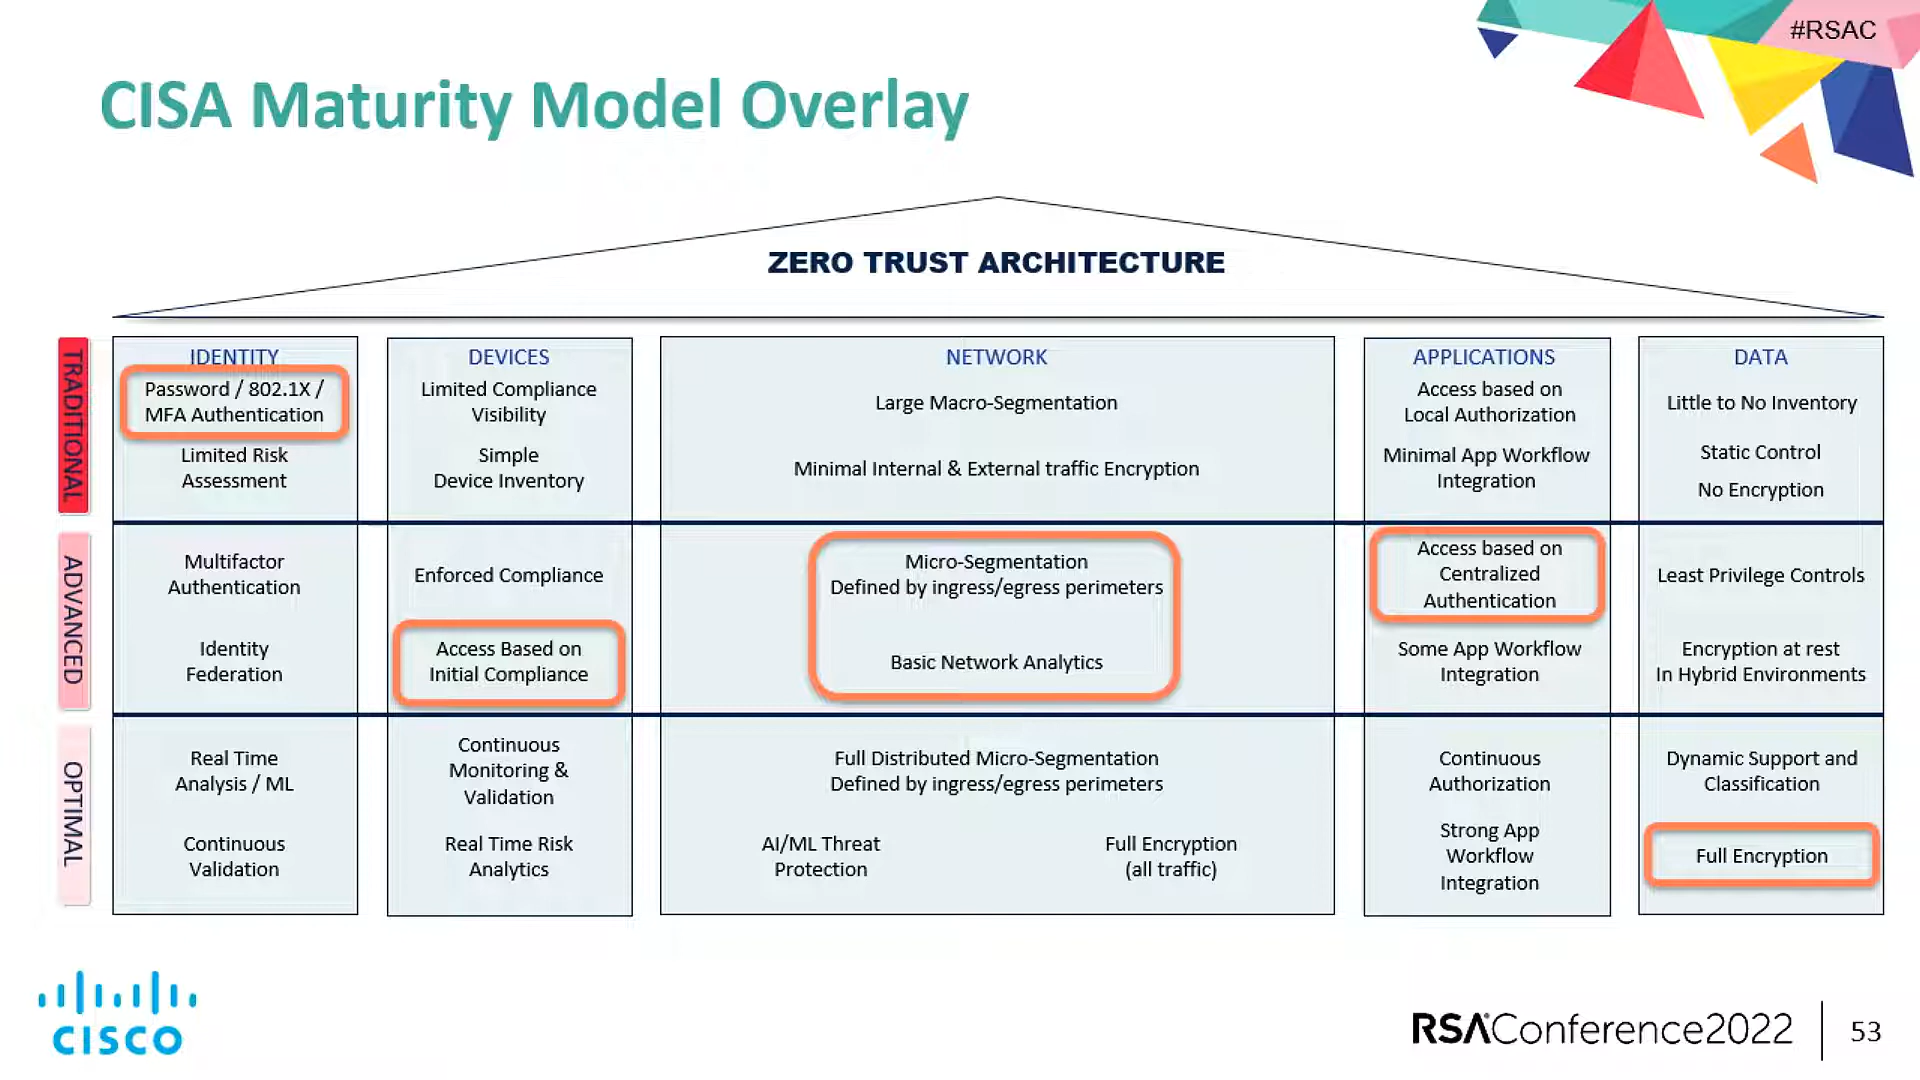 #RSAC
CISA Maturity Model Overlay
ZERO TRUST ARCHITECTURE
TRADITIONAL
IDENTITY
Password / 802.1X /
MFA Authentication
Limited Risk
Assessment
DEVICES
Limited Compliance
Visibility
Simple
Device Inventory
NETWORK
Large Macro-Segmentation
Minimal Internal & External traffic Encryption
APPLICATIONS
Access based on
Local Authorization
Minimal App Workflow
Integration
DATA
Little to No Inventory
Static Control
No Encryption
ADVANCED
Multifactor
Authentication
Identity
Federation
Enforced Compliance
Access Based on
Initial Compliance
Micro-Segmentation
Defined by ingress/egress perimeters
Basic Network Analytics
Access based on
Centralized
Authentication
Some App Workflow
Integration
Least Privilege Controls
Encryption at rest
In Hybrid Environments
OPTIMAL
Real Time
Analysis / ML
Continuous
Validation
Continuous
Monitoring &
Validation
Real Time Risk
Analytics
Full Distributed Micro-Segmentation
Defined by ingress/egress perimeters
AI/ML Threat
Protection
Full Encryption
(all traffic)
Continuous
Authorization
Strong App
Workflow
Integration
Dynamic Support and
Classification
Full Encryption
CISCO
RSAConference2022
53